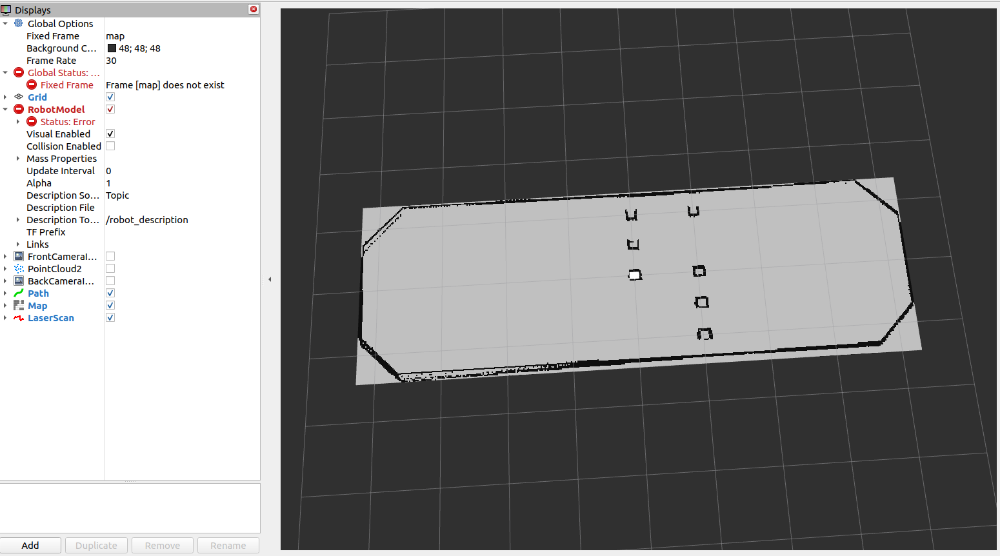 Displays
Global Options
Fixed Frame map
Background C... 48; 48; 48
Frame Rate 30
Global Status: ...
Fixed Frame Frame [map] does not exist
Grid
RobotModel
Status: Error
Visual Enabled
Collision Enabled
Mass Properties
Update Interval 0
Alpha 1
Description So... Topic
Description File
Description To... /robot_description
TF Prefix
Links
FrontCameraI...
PointCloud2
BackCameraI...
Path
Map
LaserScan
Add Duplicate Remove Rename